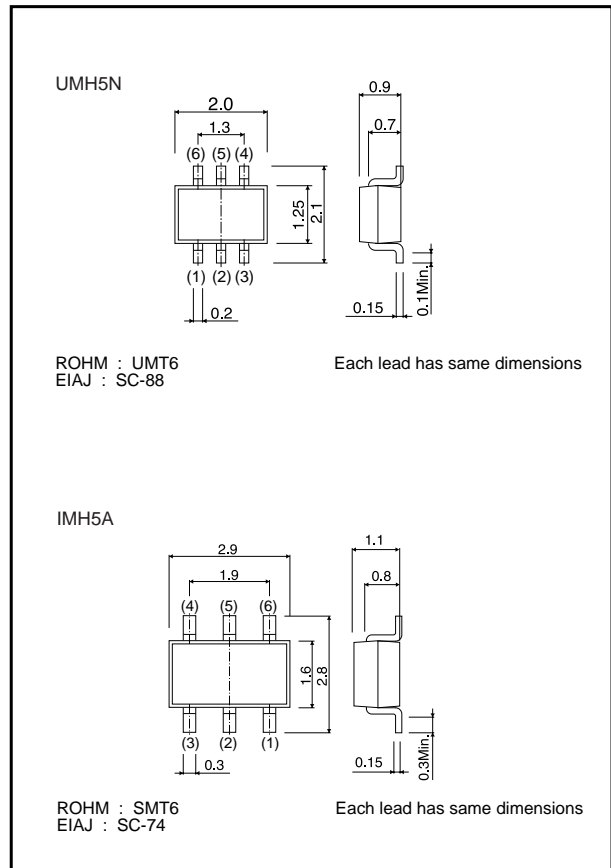 UMH5N
2.0
1.3
(6) (5) (4)
1.25
2.1
(1) (2) (3)
0.2
0.9
0.7
0.15
0.1Min.
ROHM : UMT6
EIAJ : SC-88
Each lead has same dimensions
IMH5A
2.9
1.9
(4) (5) (6)
1.6
2.8
(3) (2) (1)
0.3
1.1
0.8
0.15
0.3Min.
ROHM : SMT6
EIAJ : SC-74
Each lead has same dimensions